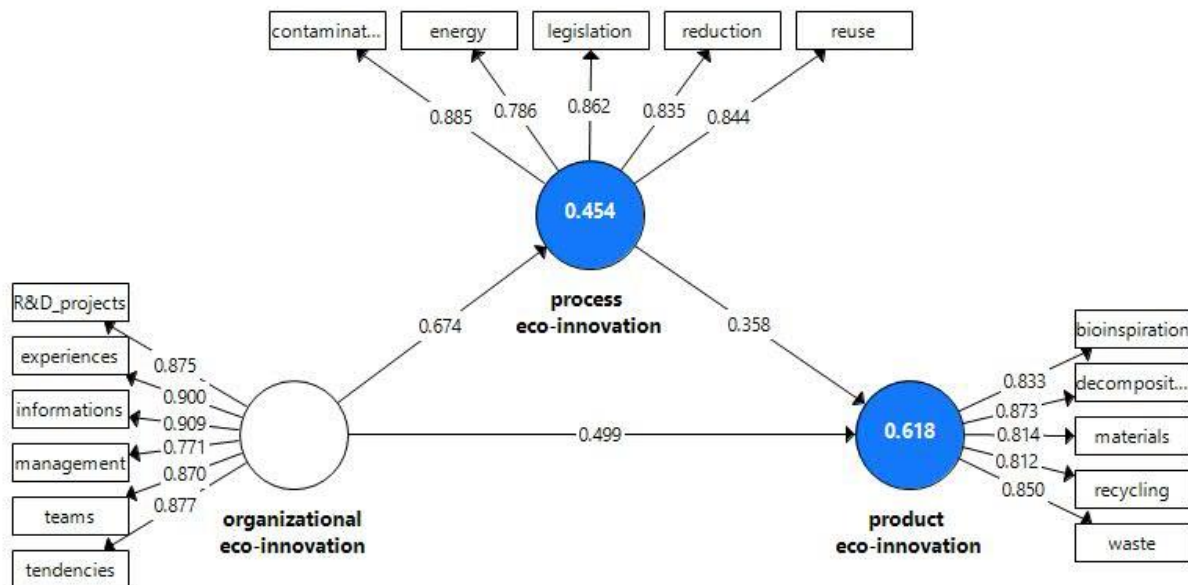 contaminat...
energy
legislation
reduction
reuse
0.885
0.786
0.862
0.835
0.844
0.454
process
eco-innovation
0.674
0.358
R&D_projects
experiences
informations
management
teams
tendencies
0.875
0.900
0.909
0.771
0.870
0.877
organizational
eco-innovation
0.499
0.618
product
eco-innovation
0.833
0.873
0.814
0.812
0.850
bioinspiration
decomposit...
materials
recycling
waste